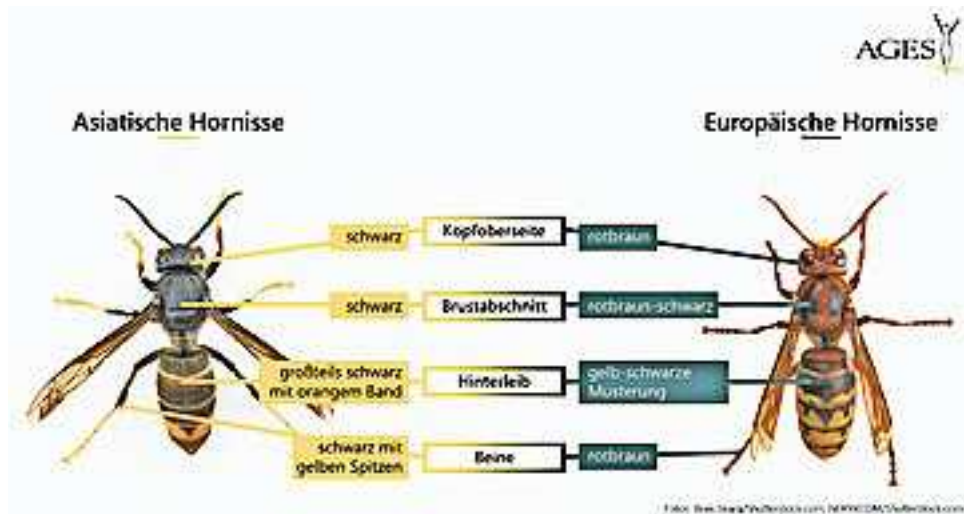 AGES
Asiatische Hornisse
Europäische Hornisse
schwarz
Kopfoberseite
rotbraun
schwarz
Brustabschnitt
rotbraun-schwarz
großteils schwarz
mit orangem Band
Hinterleib
gelb-schwarze
Musterung
schwarz mit
gelben Spitzen
Beine
rotbraun